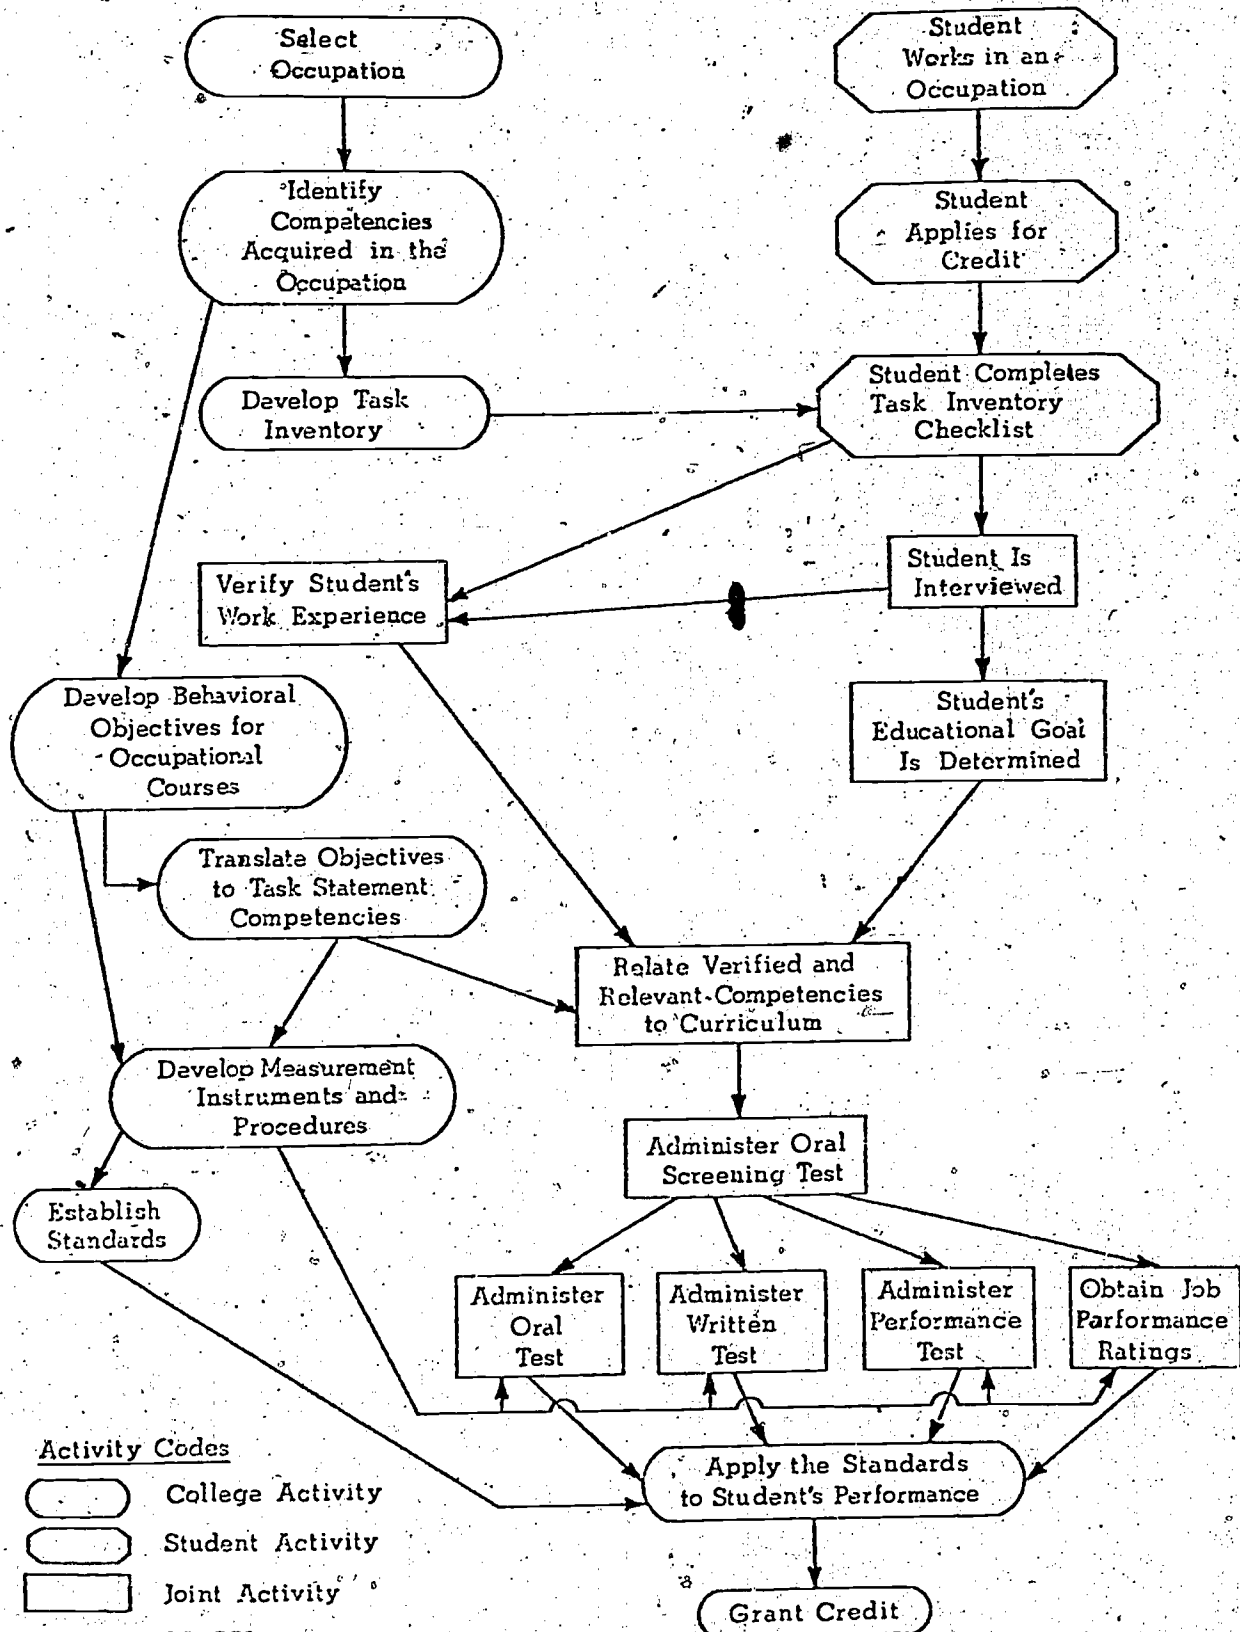 Select
Occupation
Student
Works in an
Occupation
Identify
Competencies
Acquired in the
Occupation
Student
Applies for
Credit
Develop Task
Inventory
Student Completes
Task Inventory
Checklist
Verify Student's
Work Experience
Student Is
Interviewed
Develop Behavioral
Objectives for
Occupational
Courses
Student's
Educational Goal
Is Determined
Translate Objectives
to Task Statement
Competencies
Relate Verified and
Relevant Competencies
to Curriculum
Develop Measurement
Instruments and
Procedures
Administer Oral
Screening Test
Establish
Standards
Administer
Oral
Test
Administer
Written
Test
Administer
Performance
Test
Obtain Job
Performance
Ratings
Apply the Standards
to Student's Performance
Grant Credit
Activity Codes
College Activity
Student Activity
Joint Activity